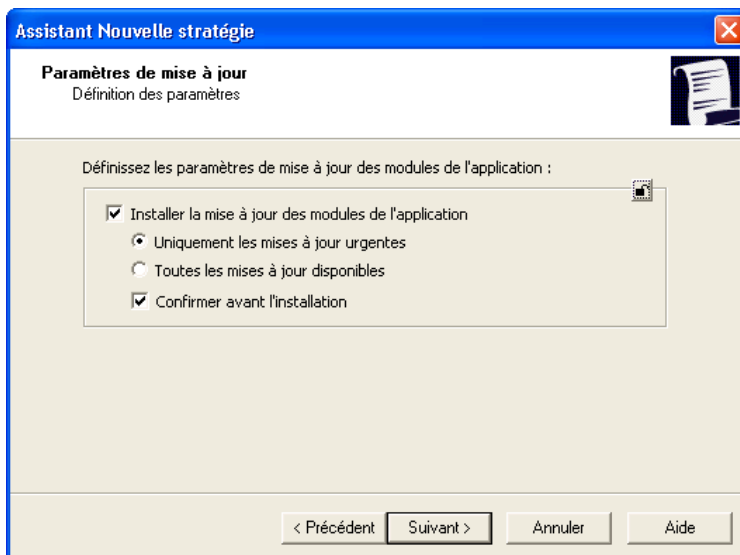 Assistant Nouvelle stratégie
Paramètres de mise à jour
Définition des paramètres
Définissez les paramètres de mise à jour des modules de l'application :
Installer la mise à jour des modules de l'application
Uniquement les mises à jour urgentes
Toutes les mises à jour disponibles
Confirmer avant l'installation
< Précédent Suivant > Annuler Aide